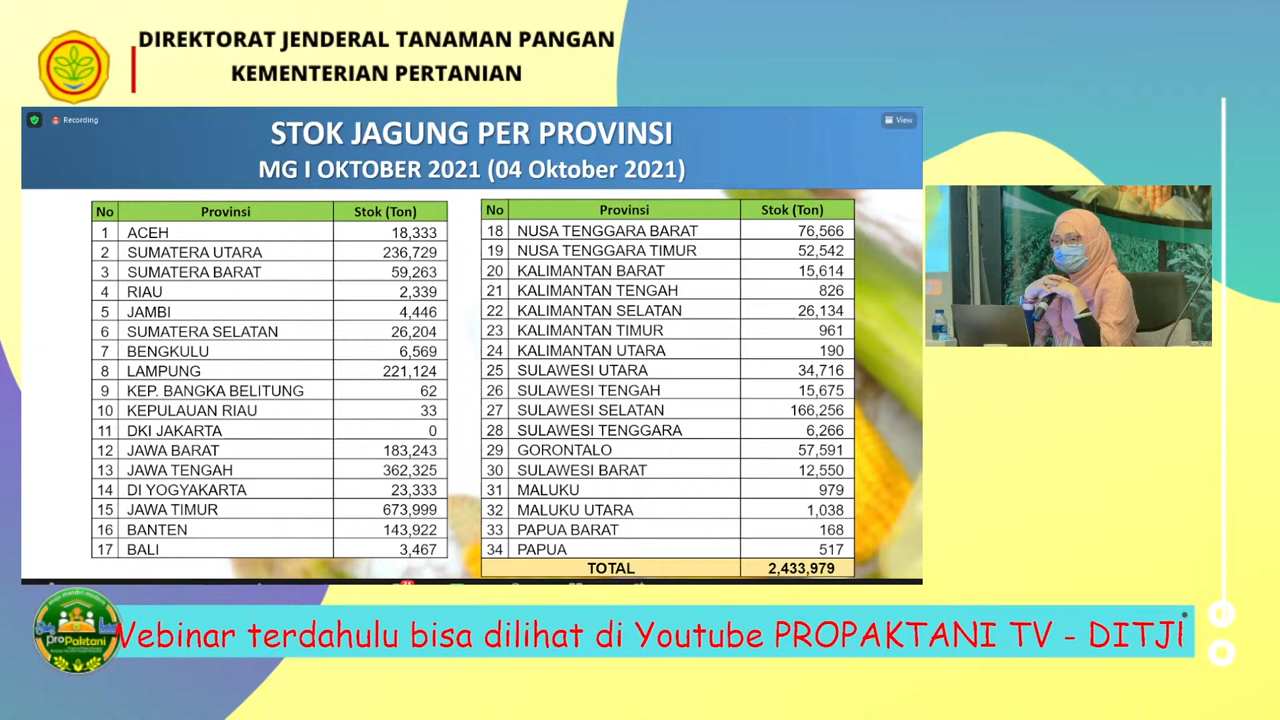 DIREKTORAT JENDERAL TANAMAN PANGAN
KEMENTERIAN PERTANIAN
Recording
View
STOK JAGUNG PER PROVINSI
MG I OKTOBER 2021 (04 Oktober 2021)
No Provinsi Stok (Ton)
1 ACEH 18,333
2 SUMATERA UTARA 236,729
3 SUMATERA BARAT 59,263
4 RIAU 2,339
5 JAMBI 4,446
6 SUMATERA SELATAN 26,204
7 BENGKULU 6,569
8 LAMPUNG 221,124
9 KEP. BANGKA BELITUNG 62
10 KEPULAUAN RIAU 33
11 DKI JAKARTA 0
12 JAWA BARAT 183,243
13 JAWA TENGAH 362,325
14 DI YOGYAKARTA 23,333
15 JAWA TIMUR 673,999
16 BANTEN 143,922
17 BALI 3,467
No Provinsi Stok (Ton)
18 NUSA TENGGARA BARAT 76,566
19 NUSA TENGGARA TIMUR 52,542
20 KALIMANTAN BARAT 15,614
21 KALIMANTAN TENGAH 826
22 KALIMANTAN SELATAN 26,134
23 KALIMANTAN TIMUR 961
24 KALIMANTAN UTARA 190
25 SULAWESI UTARA 34,716
26 SULAWESI TENGAH 15,675
27 SULAWESI SELATAN 166,256
28 SULAWESI TENGGARA 6,266
29 GORONTALO 57,591
30 SULAWESI BARAT 12,550
31 MALUKU 979
32 MALUKU UTARA 1,038
33 PAPUA BARAT 168
34 PAPUA 517
TOTAL 2,433,979
proPaktani
Webinar terdahulu bisa dilihat di Youtube PROPAKTANI TV - DITJ